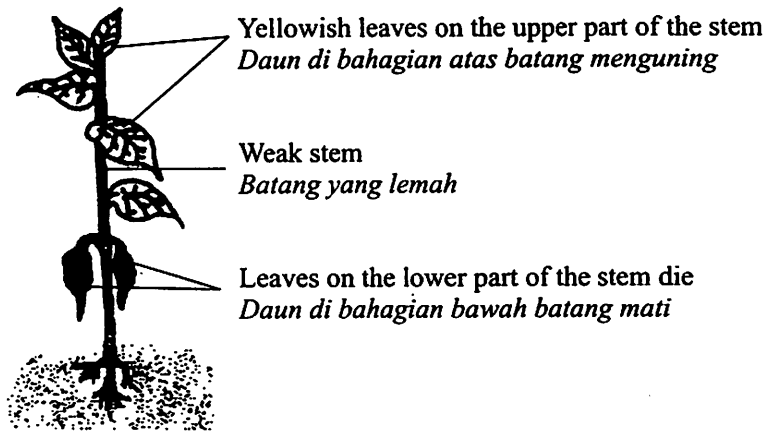 Yellowish leaves on the upper part of the stem
Daun di bahagian atas batang menguning
Weak stem
Batang yang lemah
Leaves on the lower part of the stem die
Daun di bahagian bawah batang mati